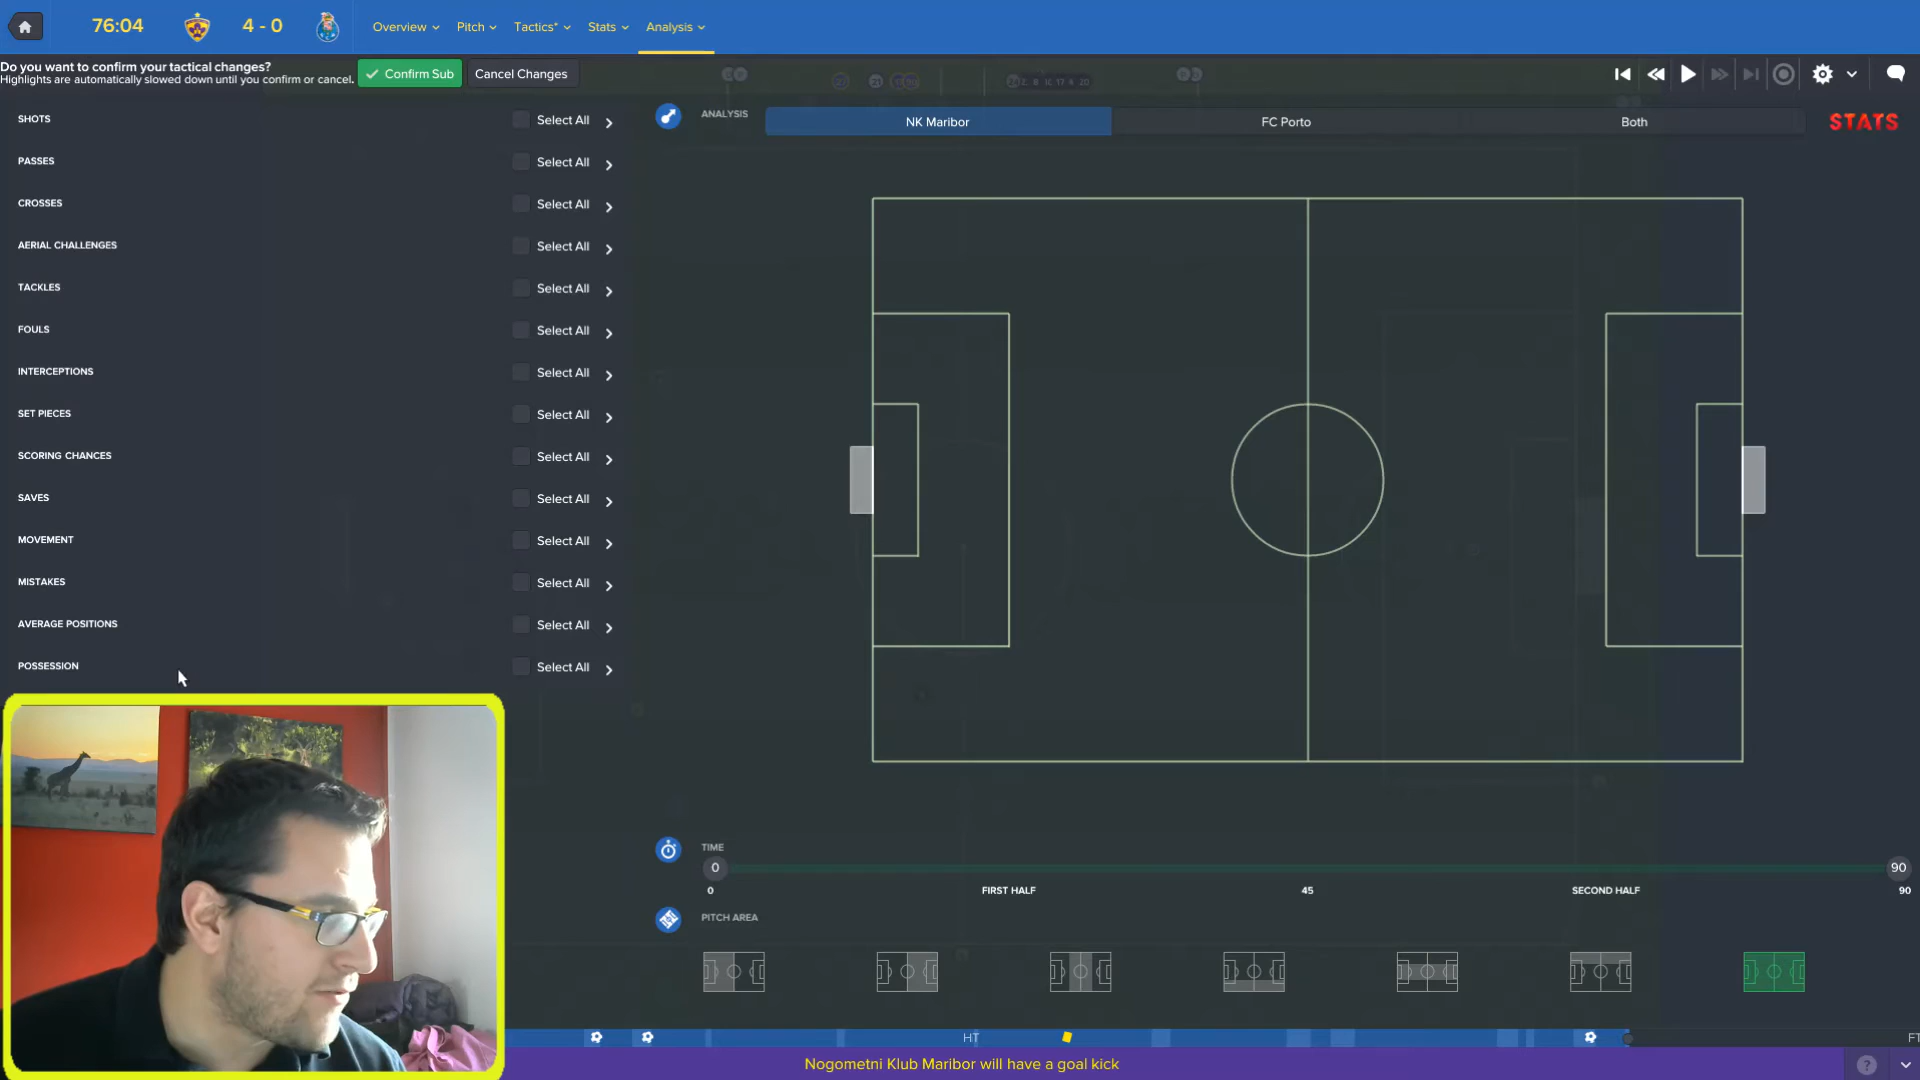 76:04
4 - 0
Overview
Pitch
Tactics*
Stats
Analysis
Do you want to confirm your tactical changes?
Highlights are automatically slowed down until you confirm or cancel.
Confirm Sub
Cancel Changes
SHOTS
Select All
PASSES
Select All
CROSSES
Select All
AERIAL CHALLENGES
Select All
TACKLES
Select All
FOULS
Select All
INTERCEPTIONS
Select All
SET PIECES
Select All
SCORING CHANCES
Select All
SAVES
Select All
MOVEMENT
Select All
MISTAKES
Select All
AVERAGE POSITIONS
Select All
POSSESSION
Select All
ANALYSIS
NK Maribor
FC Porto
Both
STATS
TIME
0
90
0
FIRST HALF
45
SECOND HALF
90
PITCH AREA
HT
FT
Nogometni Klub Maribor will have a goal kick
?